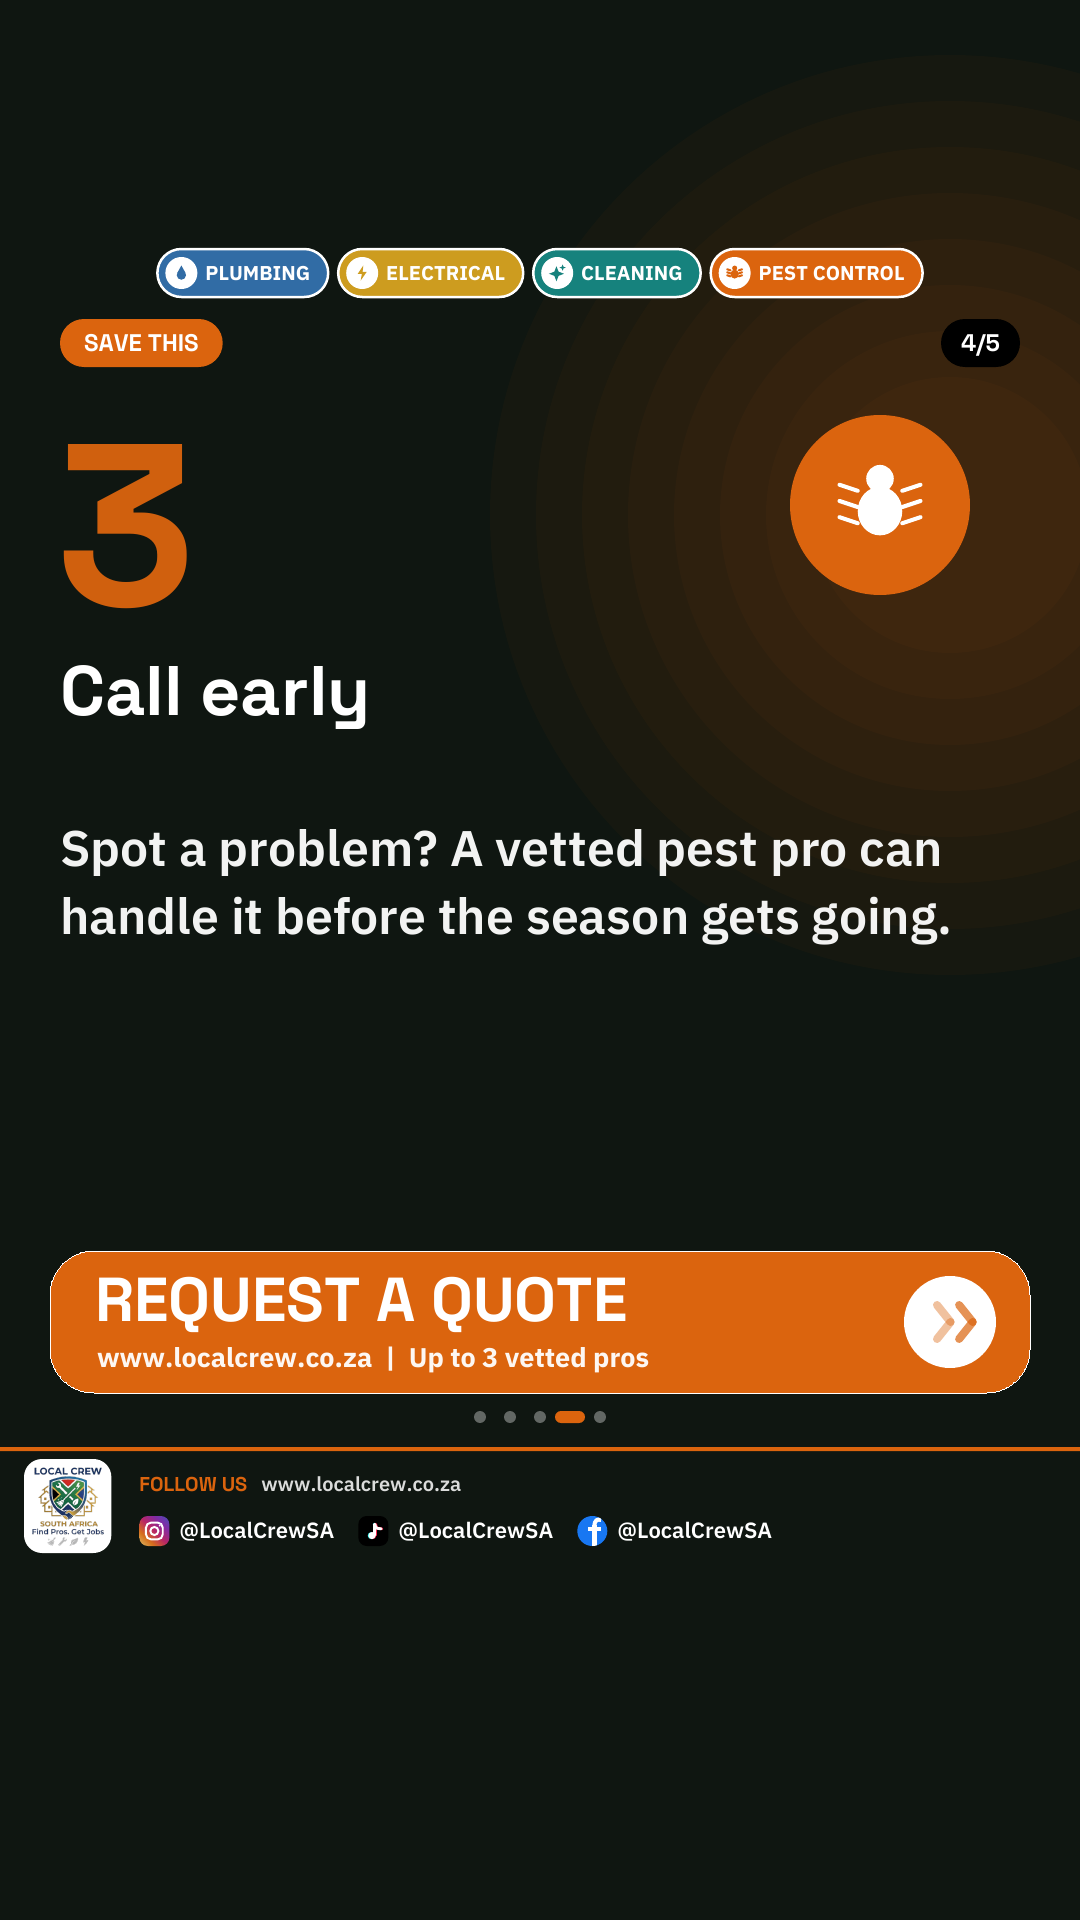 PLUMBING ELECTRICAL CLEANING PEST CONTROL
SAVE THIS 4/5
3
Call early
Spot a problem? A vetted pest pro can
handle it before the season gets going.
REQUEST A QUOTE
www.localcrew.co.za | Up to 3 vetted pros
LOCAL CREW
SOUTH AFRICA
Find Pros. Get Jobs
FOLLOW US www.localcrew.co.za
@LocalCrewSA @LocalCrewSA @LocalCrewSA